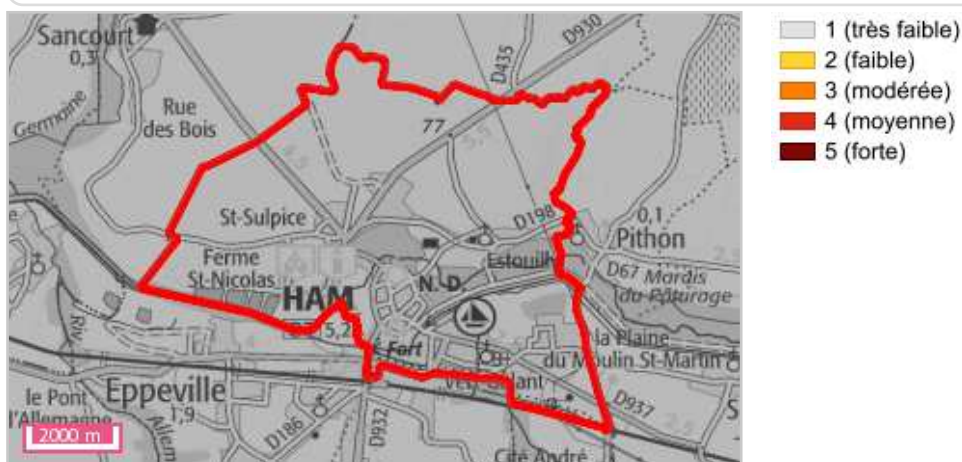 Sancourt
0,3
Germaine
Rue
des Bois
D435
D930
77
St-Sulpice
D198
0,1
Pithon
Ferme
St-Nicolas
Estouilly
N. D.
D67
Marais
du Pâturage
HAM
5,2
Riv.
Fort
la Plaine
du Moulin St-Martin
Eppeville
1,9
le Pont
l'Allemagne
D186
D932
D937
Cité André
2000 m
1 (très faible)
2 (faible)
3 (modérée)
4 (moyenne)
5 (forte)